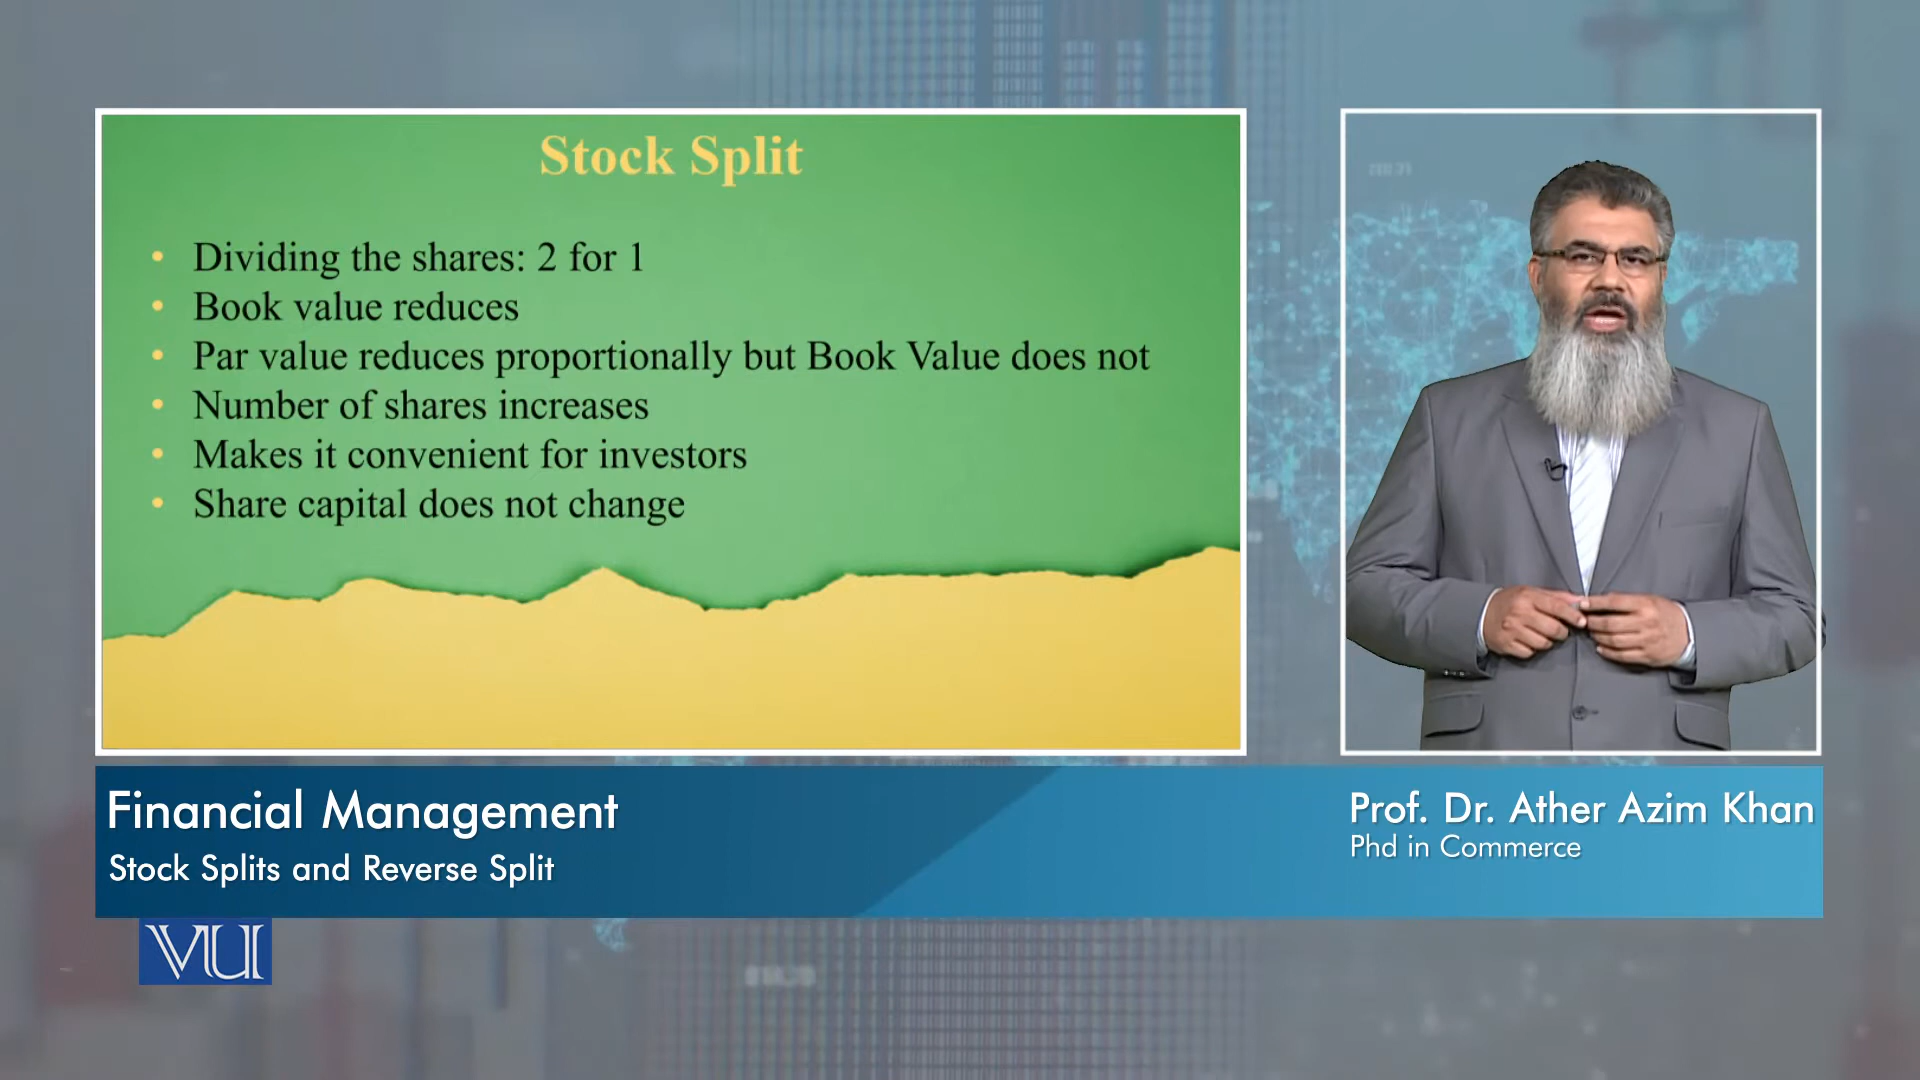 Stock Split
• Dividing the shares: 2 for 1
• Book value reduces
• Par value reduces proportionally but Book Value does not
• Number of shares increases
• Makes it convenient for investors
• Share capital does not change
Financial Management
Stock Splits and Reverse Split
Prof. Dr. Ather Azim Khan
Phd in Commerce
VU